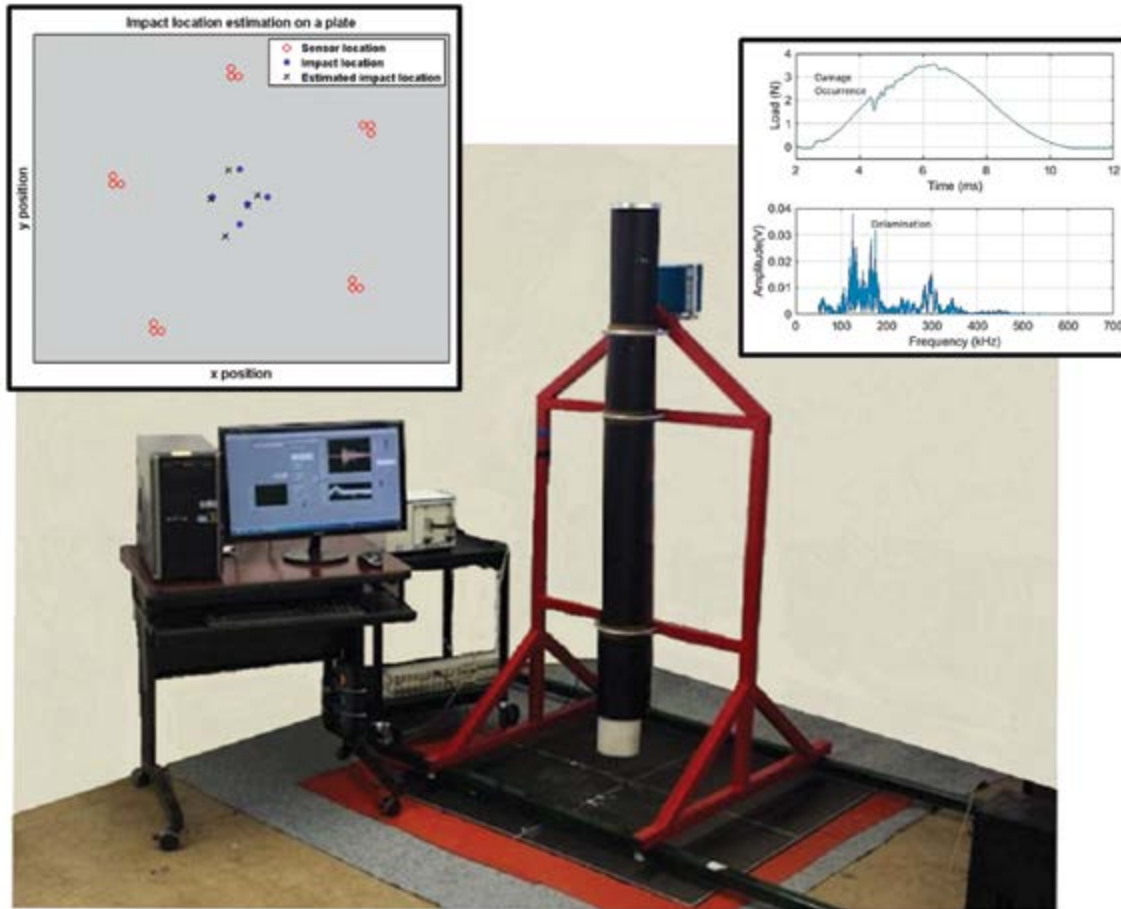 Impact location estimation on a plate
Sensor location
Impact location
Estimated impact location
y position
x position
4
3
2
1
0
Load (N)
Damage
Occurrence
2 4 6 8 10 12
Time (ms)
0.04
0.03
0.02
0.01
0
Amplitude(V)
Delamination
0 100 200 300 400 500 600 700
Frequency (kHz)